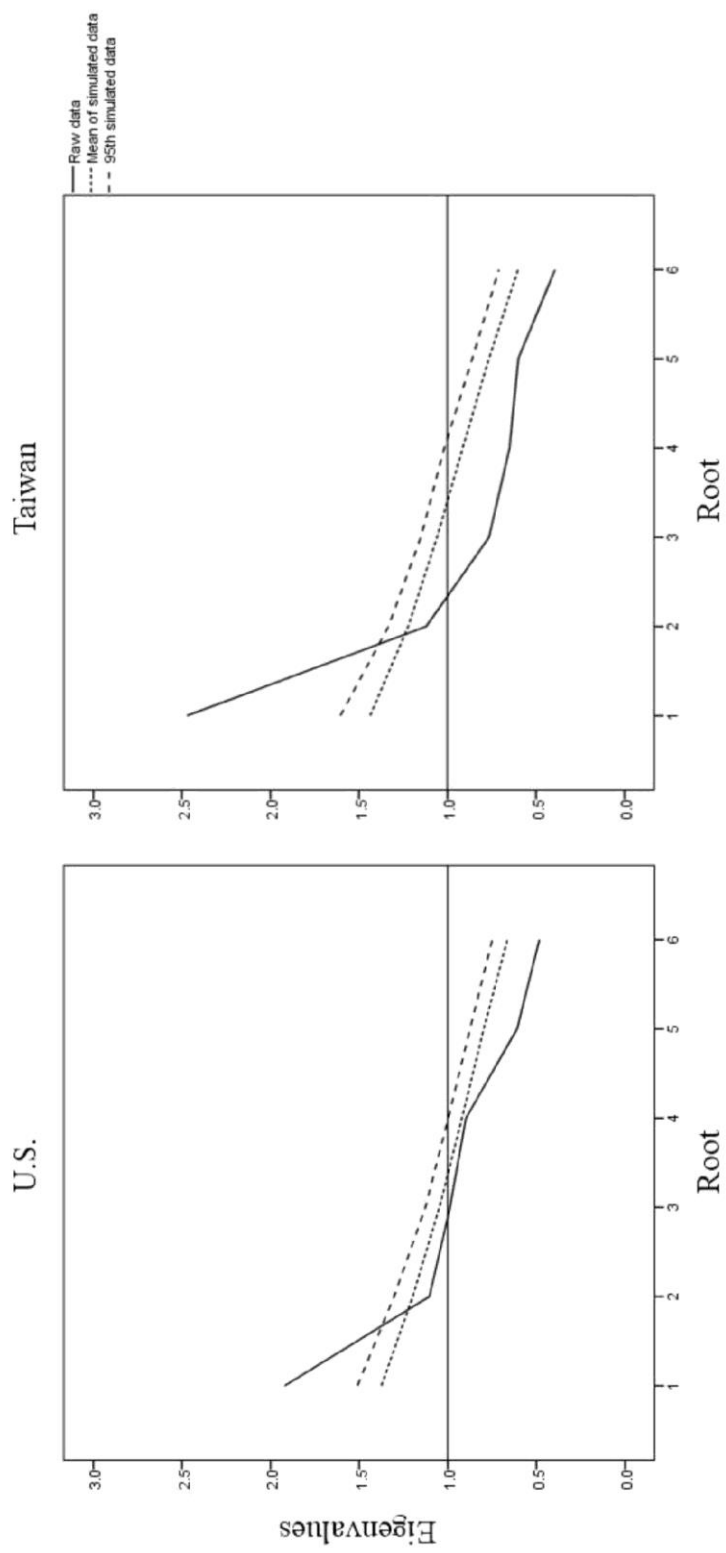 U.S.
Taiwan
Raw data
Mean of simulated data
95th simulated data
Eigenvalues
3.0
2.5
2.0
1.5
1.0
0.5
0.0
1 2 3 4 5 6
Root
3.0
2.5
2.0
1.5
1.0
0.5
0.0
1 2 3 4 5 6
Root